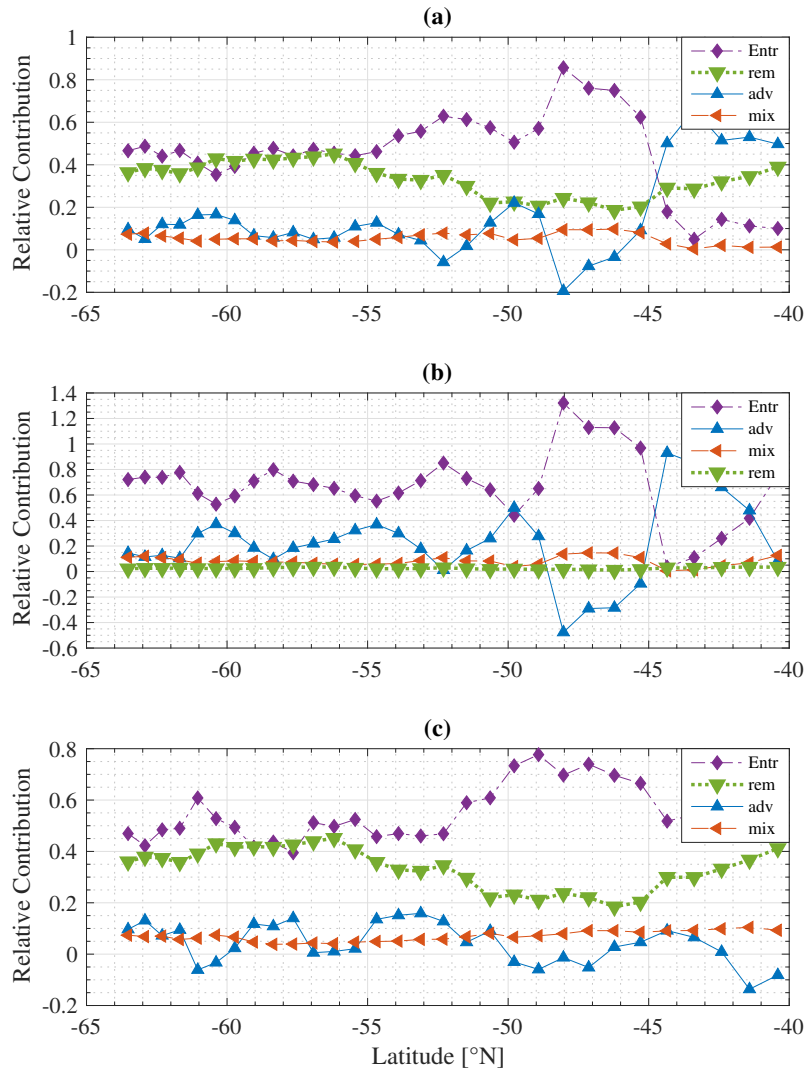 (a)
Relative Contribution
1
0.8
0.6
0.4
0.2
0
-0.2
-65
-60
-55
-50
-45
-40
Entr
rem
adv
mix
(b)
Relative Contribution
1.4
1.2
1
0.8
0.6
0.4
0.2
0
-0.2
-0.4
-0.6
-65
-60
-55
-50
-45
-40
Entr
adv
mix
rem
(c)
Relative Contribution
0.8
0.6
0.4
0.2
0
-0.2
-65
-60
-55
-50
-45
-40
Entr
rem
adv
mix
Latitude [°N]